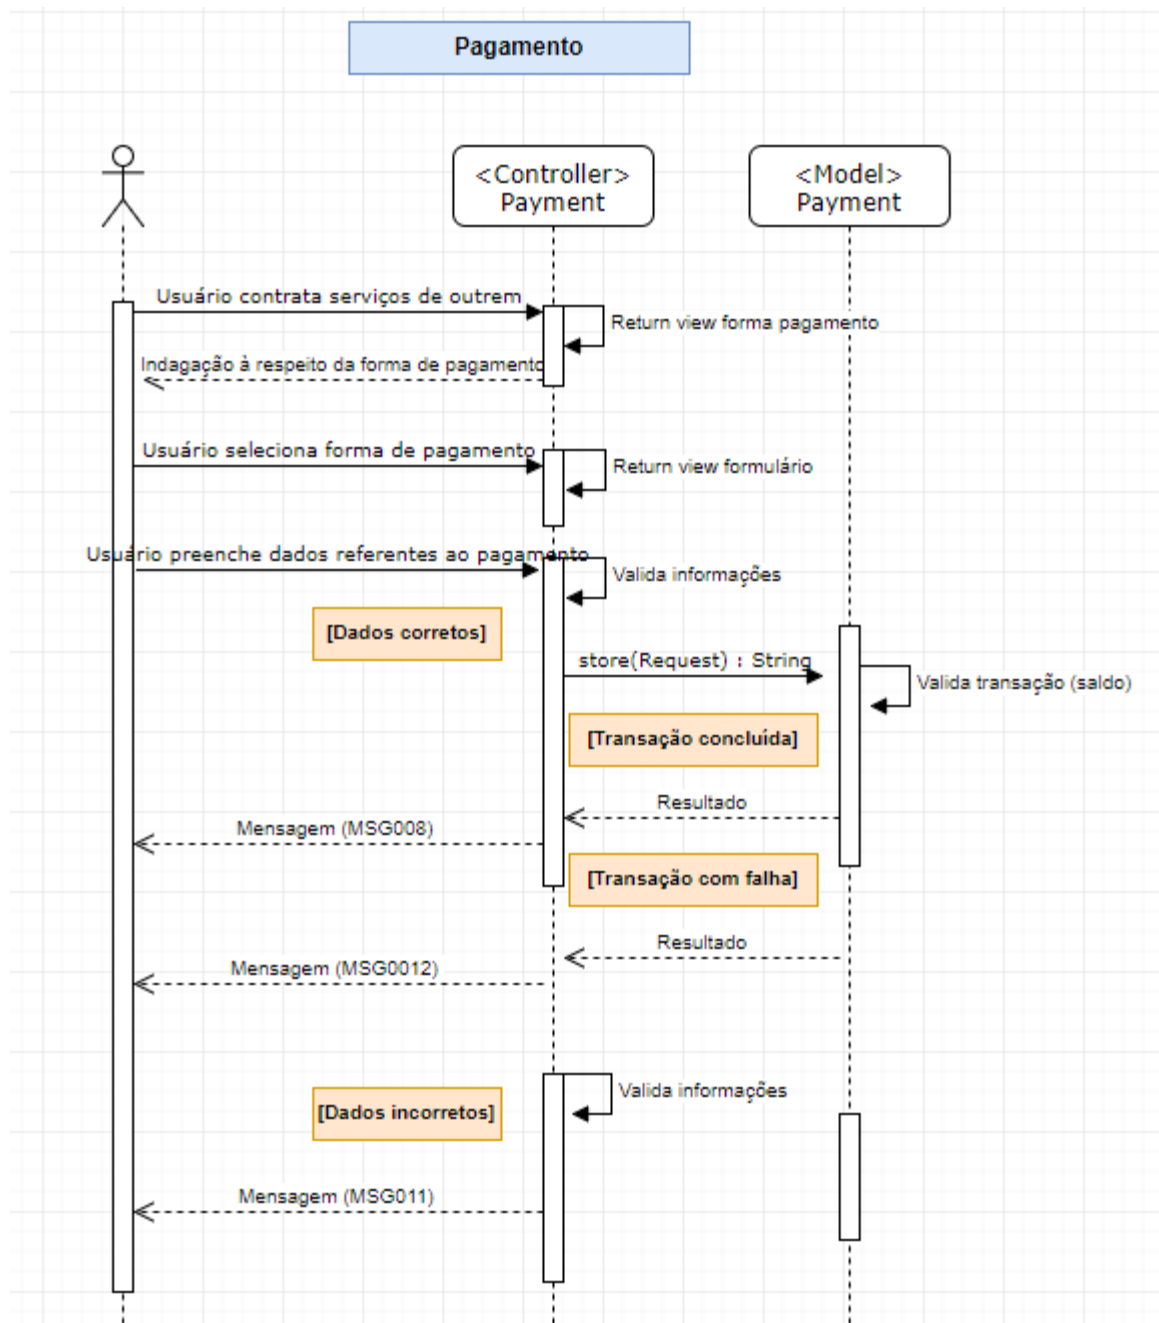 Pagamento
<Controller>
Payment
<Model>
Payment
Usuário contrata serviços de outrem
Return view forma pagamento
Indagação à respeito da forma de pagamento
Usuário seleciona forma de pagamento
Return view formulário
Usuário preenche dados referentes ao pagamento
Valida informações
[Dados corretos]
store(Request) : String
Valida transação (saldo)
[Transação concluída]
Resultado
Mensagem (MSG008)
[Transação com falha]
Resultado
Mensagem (MSG0012)
Valida informações
[Dados incorretos]
Mensagem (MSG011)